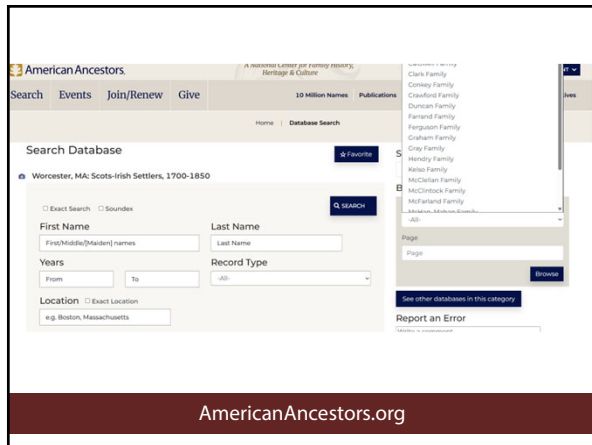 American Ancestors.
A National Center for Family History,
Heritage & Culture
NT
Search Events Join/Renew Give
10 Million Names Publications
Home | Database Search
Search Database
Favorite
Worcester, MA: Scots-Irish Settlers, 1700-1850
Exact Search Soundex
SEARCH
First Name Last Name
First/Middle/[Maiden] names Last Name
Years Record Type
From To -All-
Location Exact Location
e.g. Boston, Massachusetts
Clark Family
Conkey Family
Crawford Family
Duncan Family
Farrand Family
Ferguson Family
Graham Family
Gray Family
Hendry Family
Kelso Family
McClellan Family
McClintock Family
McFarland Family
-All-
Page
Page
Browse
See other databases in this category
Report an Error
Write a comment
AmericanAncestors.org